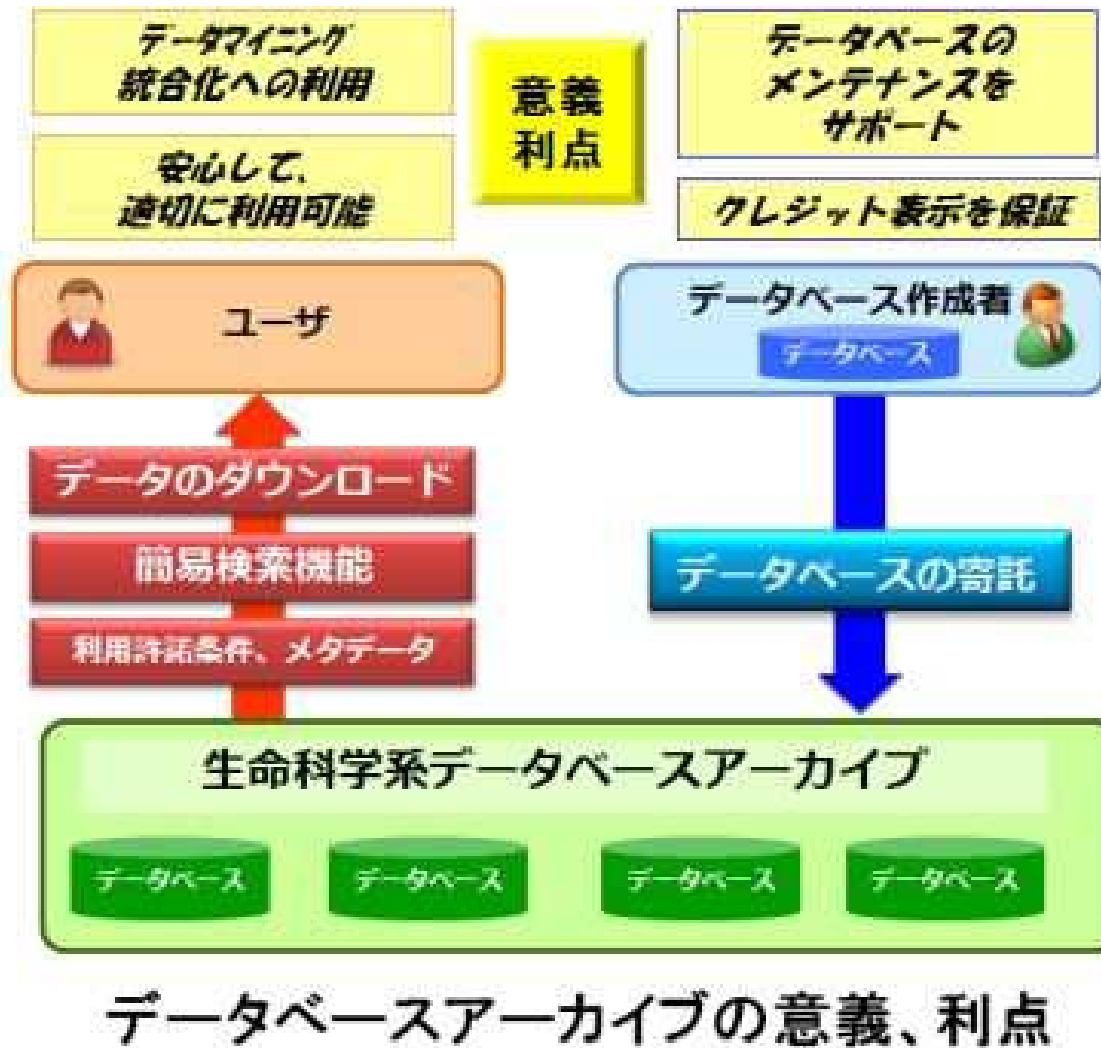 データマイニング
統合化への利用
安心して、
適切に利用可能
意義
利点
データベースの
メンテナンスを
サポート
クレジット表示を保証
ユーザ
データベース作成者
データベース
データのダウンロード
簡易検索機能
利用許諾条件、メタデータ
データベースの寄託
生命科学系データベースアーカイブ
データベース
データベース
データベース
データベース
データベースアーカイブの意義、利点